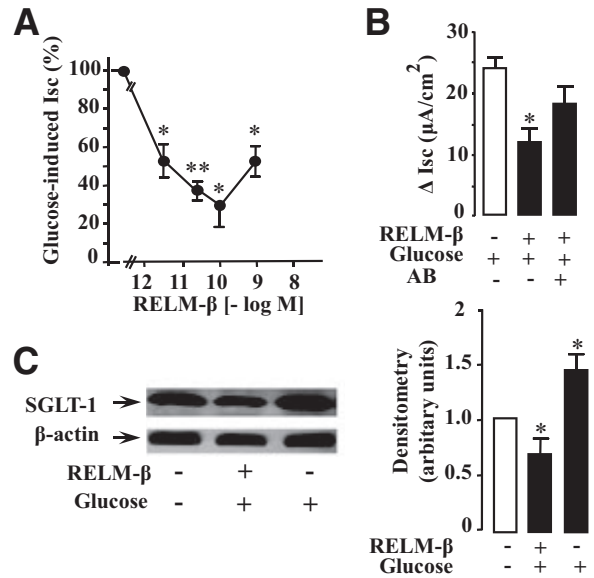 A
Glucose-induced Isc (%)
100
80
60
40
20
0
*
**
*
*
12 11 10 9 8
RELM-β [- log M]
B
Δ Isc (μA/cm2)
30
20
10
0
*
RELM-β - + +
Glucose + + +
AB - - +
C
SGLT-1
β-actin
RELM-β - + -
Glucose - + +
Densitometry
(arbitary units)
2
1.5
1.0
0.5
0
*
*
RELM-β - + -
Glucose - + +